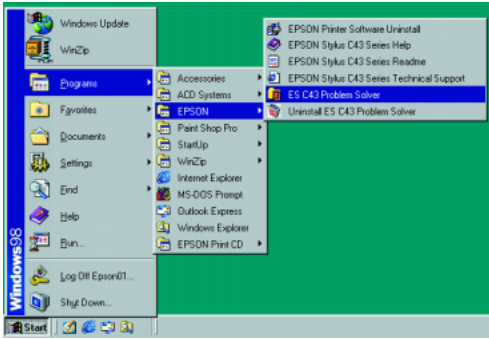 Windows Update
WinZip
Programs
Favorites
Documents
Settings
Find
Help
Run...
Log Off Epson01...
Shut Down...
Windows98
Start
Accessories
ACD Systems
EPSON
Paint Shop Pro
StartUp
WinZip
Internet Explorer
MS-DOS Prompt
Outlook Express
Windows Explorer
EPSON Print CD
EPSON Printer Software Uninstall
EPSON Stylus C43 Series Help
EPSON Stylus C43 Series Readme
EPSON Stylus C43 Series Technical Support
ES C43 Problem Solver
Uninstall ES C43 Problem Solver